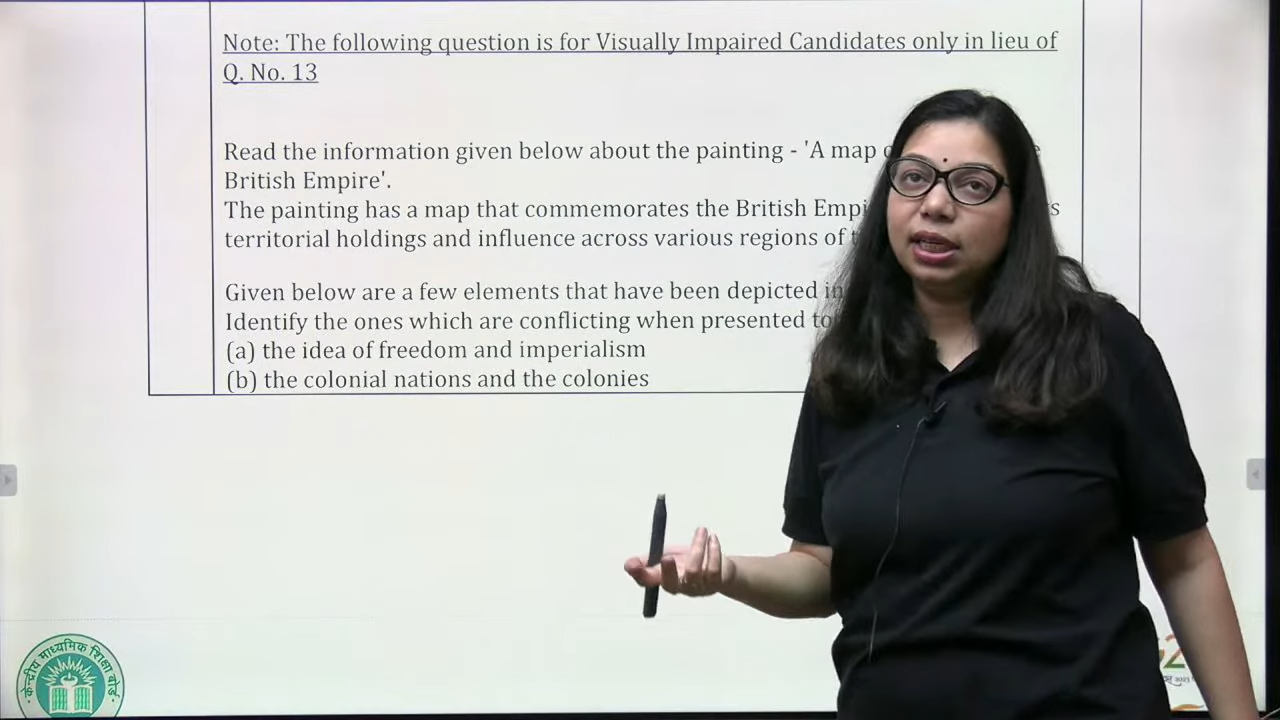 Note: The following question is for Visually Impaired Candidates only in lieu of
Q. No. 13
Read the information given below about the painting - 'A map
British Empire'.
The painting has a map that commemorates the British
territorial holdings and influence across various regions of
Given below are a few elements that have been depicted in
Identify the ones which are conflicting when presented
(a) the idea of freedom and imperialism
(b) the colonial nations and the colonies
केन्द्रीय माध्यमिक शिक्षा बोर्ड